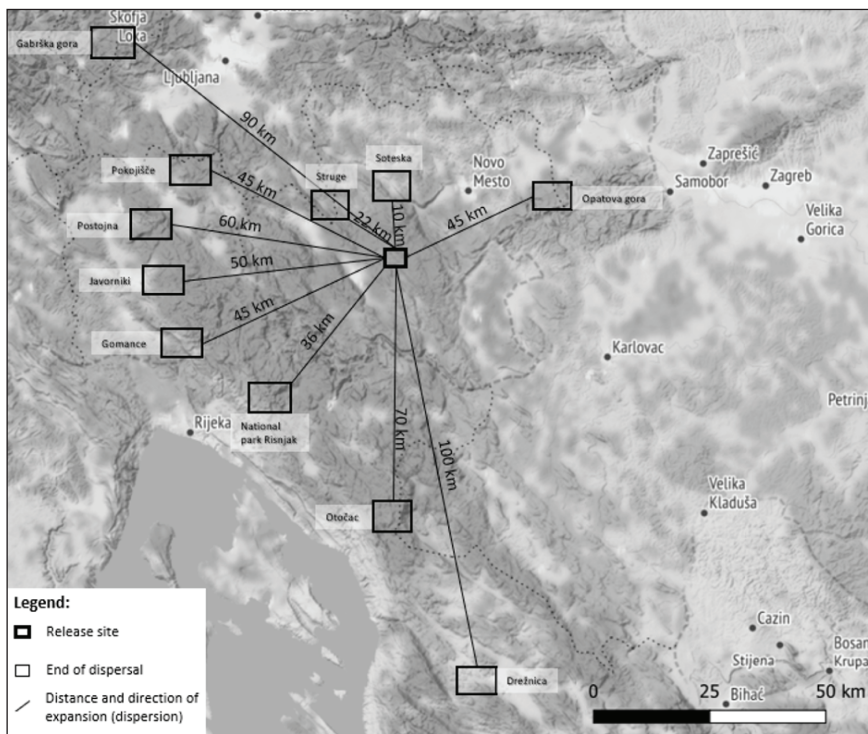 Škofja
Loka
Gabrška gora
Ljubljana
90 km
Pokojišče
45 km
Struge
22 km
Soteska
10 km
Novo
Mesto
45 km
Opatova gora
Zaprešić
Samobor
Zagreb
Velika
Gorica
Postojna
60 km
Javorniki
50 km
Gomance
45 km
36 km
Karlovac
Petrinj
Rijeka
National
park Risnjak
70 km
100 km
Otočac
Velika
Kladuša
Cazin
Stijena
Bosan
Krupa
Bihać
Drežnica
Legend:
Release site
End of dispersal
Distance and direction of
expansion (dispersion)
0 25 50 km